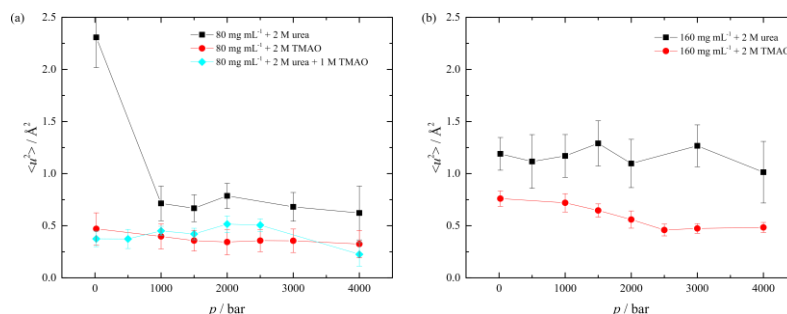 (a)
2.5
2.0
1.5
1.0
0.5
0.0
<u²> / Å²
80 mg mL⁻¹ + 2 M urea
80 mg mL⁻¹ + 2 M TMAO
80 mg mL⁻¹ + 2 M urea + 1 M TMAO
0 1000 2000 3000 4000
p / bar
(b)
2.5
2.0
1.5
1.0
0.5
0.0
<u²> / Å²
160 mg mL⁻¹ + 2 M urea
160 mg mL⁻¹ + 2 M TMAO
0 1000 2000 3000 4000
p / bar